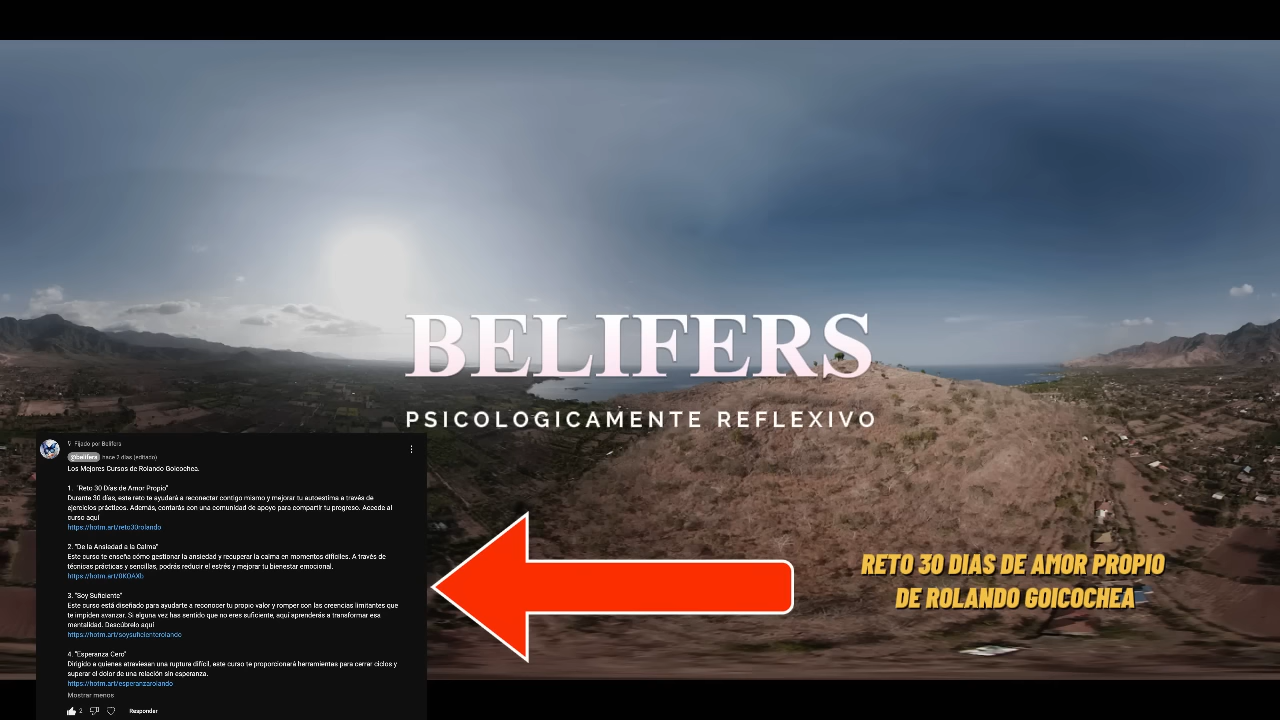 BELIFERS
PSICOLOGICAMENTE REFLEXIVO
Fijado por Belifers
@belifers hace 2 días (editado)
Los Mejores Cursos de Rolando Goicochea.
1. "Reto 30 Días de Amor Propio"
Durante 30 días, este reto te ayudará a reconectar contigo mismo y mejorar tu autoestima a través de
ejercicios prácticos. Además, contarás con una comunidad de apoyo para compartir tu progreso. Accede al
curso aquí
https://hotm.art/reto30rolando
2. "De la Ansiedad a la Calma"
Este curso te enseña cómo gestionar la ansiedad y recuperar la calma en momentos difíciles. A través de
técnicas prácticas y sencillas, podrás reducir el estrés y mejorar tu bienestar emocional.
https://hotm.art/0KOAXb
3. "Soy Suficiente"
Este curso está diseñado para ayudarte a reconocer tu propio valor y romper con las creencias limitantes que
te impiden avanzar. Si alguna vez has sentido que no eres suficiente, aquí aprenderás a transformar esa
mentalidad. Descúbrelo aquí
https://hotm.art/soysuficienterolando
4. "Esperanza Cero"
Dirigido a quienes atraviesan una ruptura difícil, este curso te proporcionará herramientas para cerrar ciclos y
superar el dolor de una relación sin esperanza.
https://hotm.art/esperanzarolando
Mostrar menos
2 Responder
RETO 30 DIAS DE AMOR PROPIO
DE ROLANDO GOICOCHEA